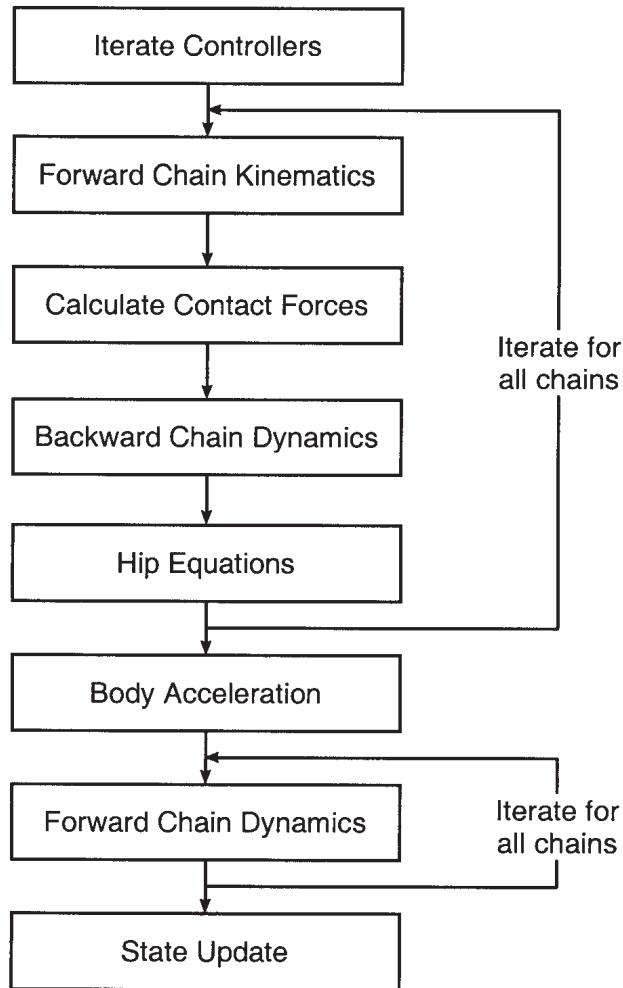 Iterate Controllers
Forward Chain Kinematics
Calculate Contact Forces
Iterate for
all chains
Backward Chain Dynamics
Hip Equations
Body Acceleration
Forward Chain Dynamics
Iterate for
all chains
State Update